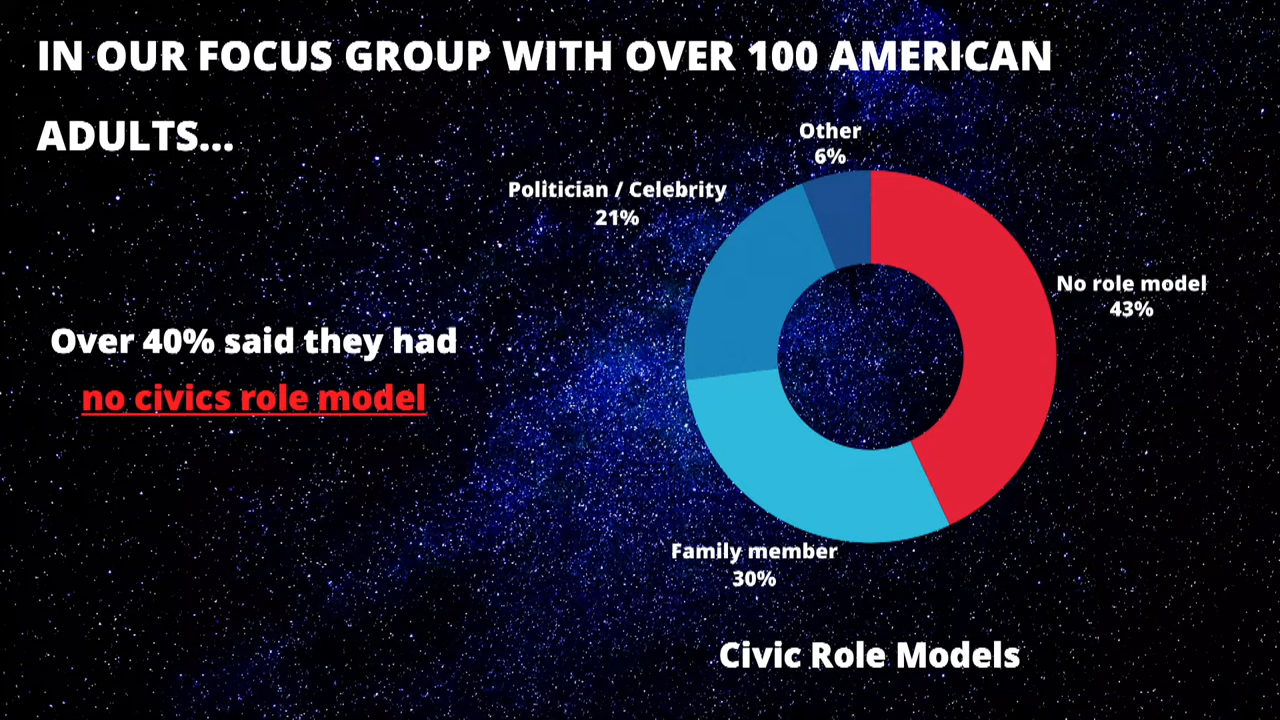 IN OUR FOCUS GROUP WITH OVER 100 AMERICAN
ADULTS...
Over 40% said they had
no civics role model
Other
6%
Politician / Celebrity
21%
No role model
43%
Family member
30%
Civic Role Models